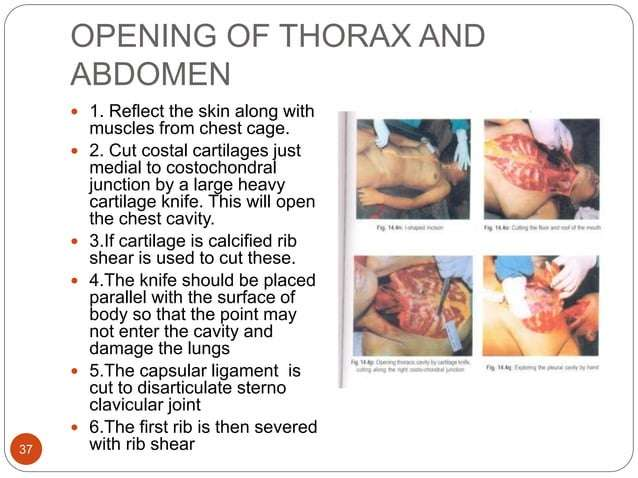 OPENING OF THORAX AND
ABDOMEN
1. Reflect the skin along with
muscles from chest cage.
2. Cut costal cartilages just
medial to costochondral
junction by a large heavy
cartilage knife. This will open
the chest cavity.
3.If cartilage is calcified rib
shear is used to cut these.
4.The knife should be placed
parallel with the surface of
body so that the point may
not enter the cavity and
damage the lungs
5.The capsular ligament is
cut to disarticulate sterno
clavicular joint
6.The first rib is then severed
with rib shear
Fig. 14.4n: I-shaped incison
Fig. 14.4o: Cutting the floor and roof of the mouth
Fig. 14.4p: Opening thoracic cavity by cartilage knife,
cutting along the right costo-chondral junction
Fig. 14.4q: Exploring the pleural cavity by hand
37